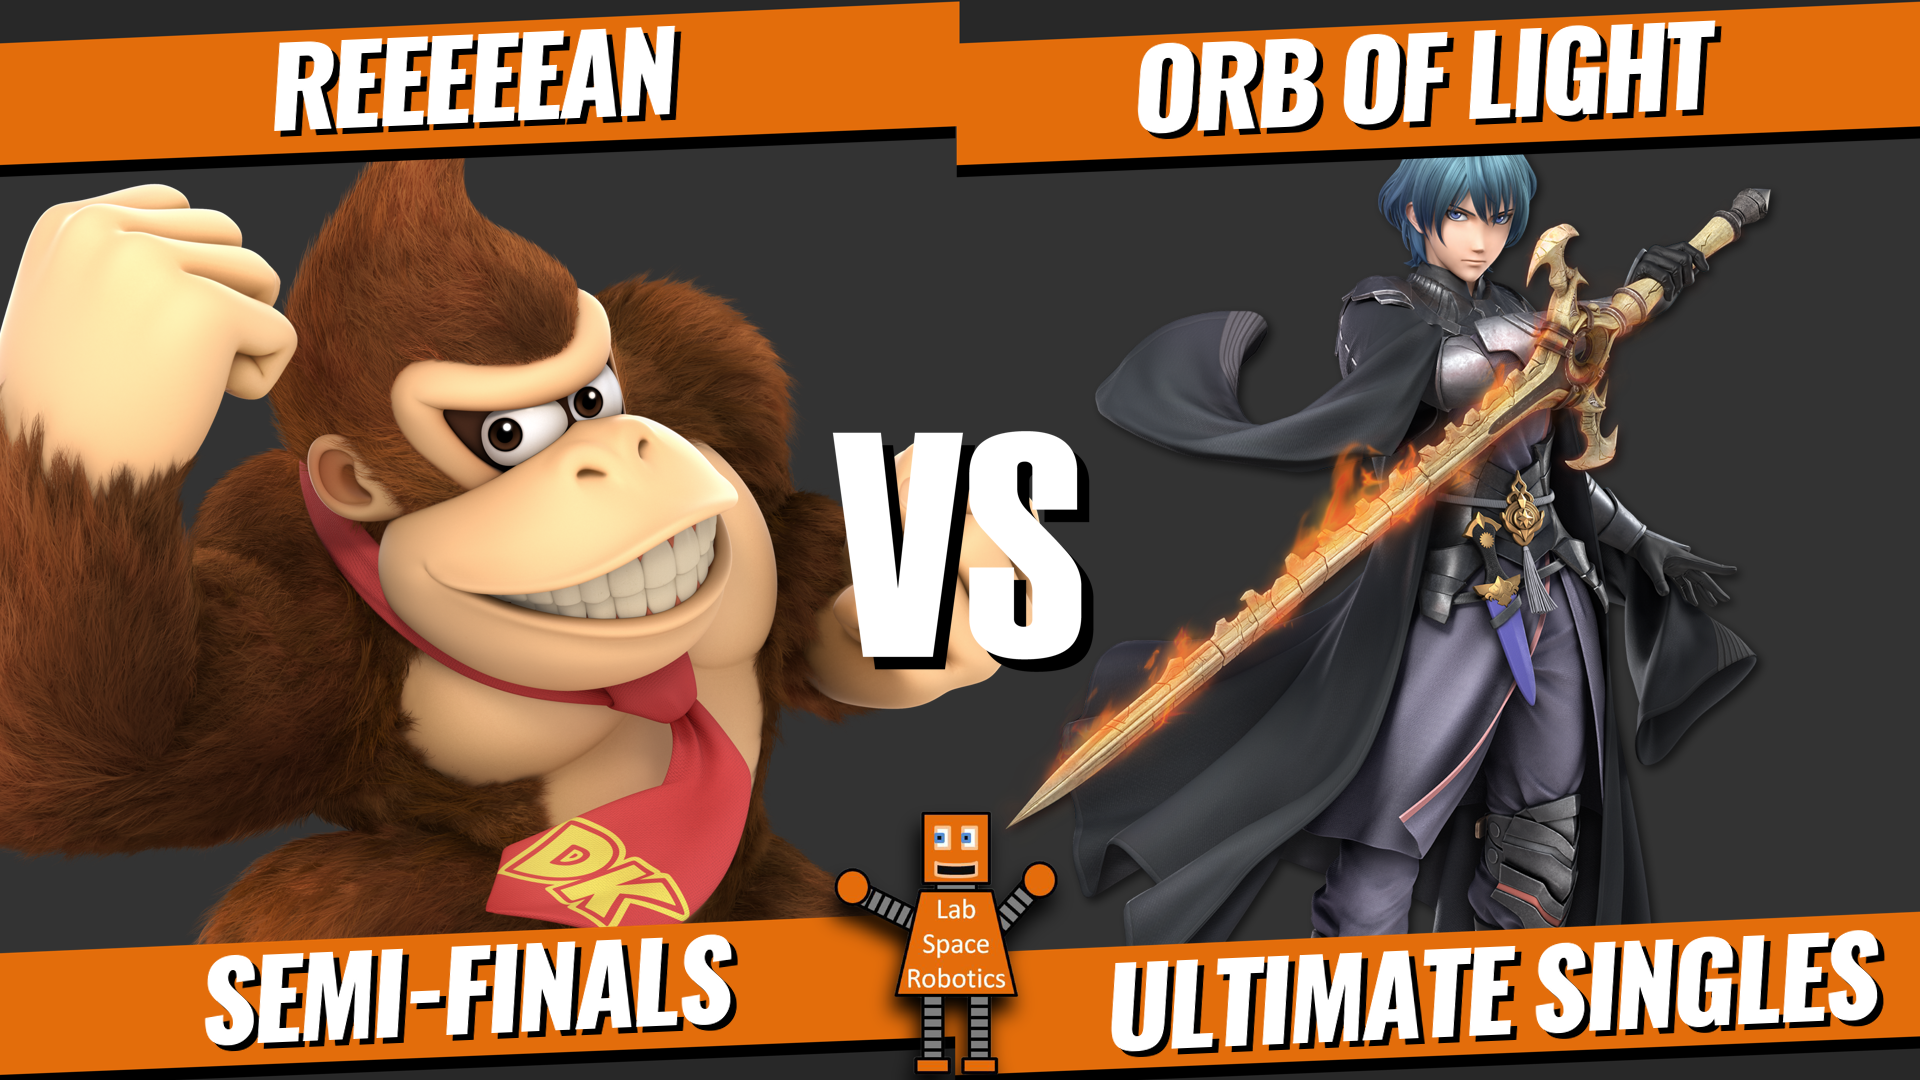 REEEEEAN
ORB OF LIGHT
VS
DK
Lab
Space
Robotics
SEMI-FINALS
ULTIMATE SINGLES